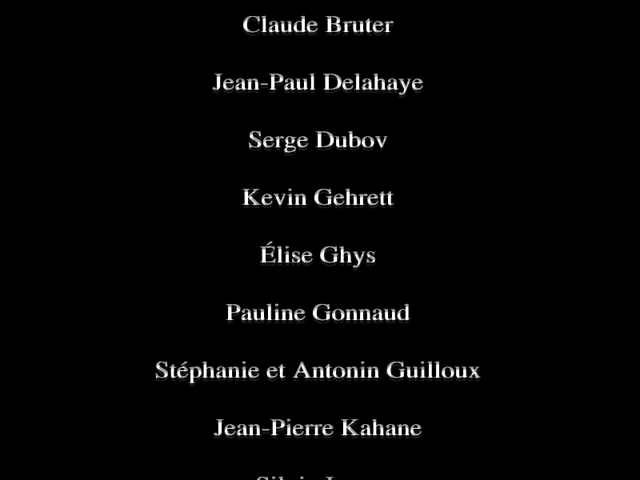 Claude Bruter
Jean-Paul Delahaye
Serge Dubov
Kevin Gehrett
Élise Ghys
Pauline Gonnaud
Stéphanie et Antonin Guilloux
Jean-Pierre Kahane